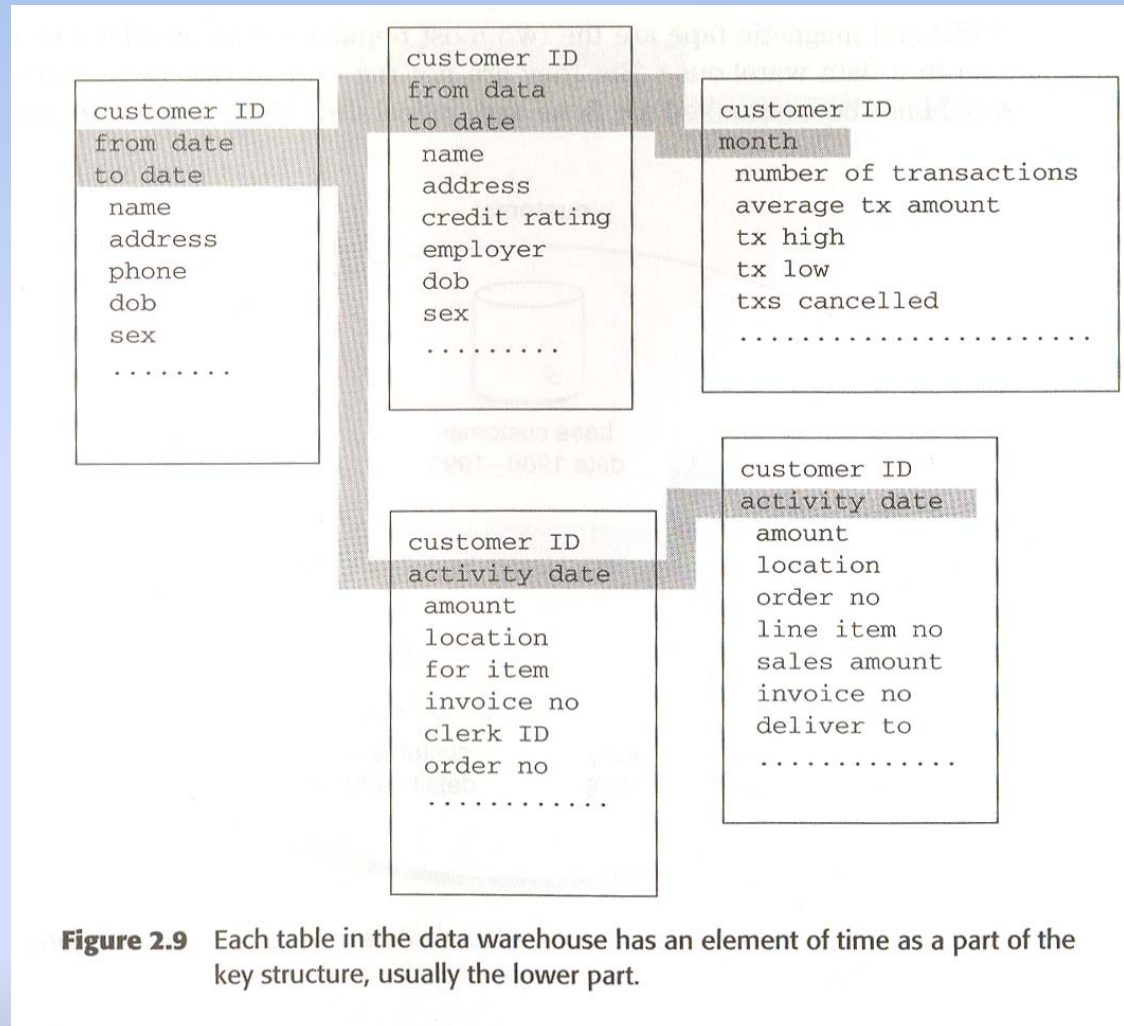 customer ID
from date
to date
name
address
phone
dob
sex
........
customer ID
from data
to date
name
address
credit rating
employer
dob
sex
.........
customer ID
month
number of transactions
average tx amount
tx high
tx low
txs cancelled
........................
customer ID
activity date
amount
location
for item
invoice no
clerk ID
order no
............
customer ID
activity date
amount
location
order no
line item no
sales amount
invoice no
deliver to
.............
Figure 2.9 Each table in the data warehouse has an element of time as a part of the
key structure, usually the lower part.